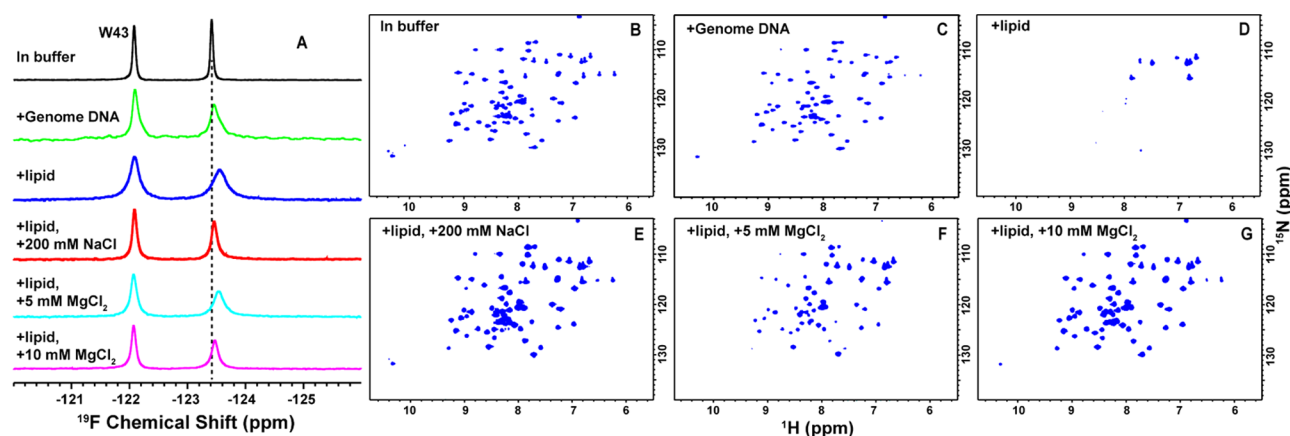 W43
A
In buffer
+Genome DNA
+lipid
+lipid,
+200 mM NaCl
+lipid,
+5 mM MgCl₂
+lipid,
+10 mM MgCl₂
-121 -122 -123 -124 -125
¹⁹F Chemical Shift (ppm)
In buffer B
10 9 8 7 6
+Genome DNA C
10 9 8 7 6
+lipid D
10 9 8 7 6
110
120
130
+lipid, +200 mM NaCl E
10 9 8 7 6
+lipid, +5 mM MgCl₂ F
10 9 8 7 6
+lipid, +10 mM MgCl₂ G
10 9 8 7 6
110
120
130
110
120
130
110
120
130
110
120
130
110
120
130
¹H (ppm)
¹⁵N (ppm)